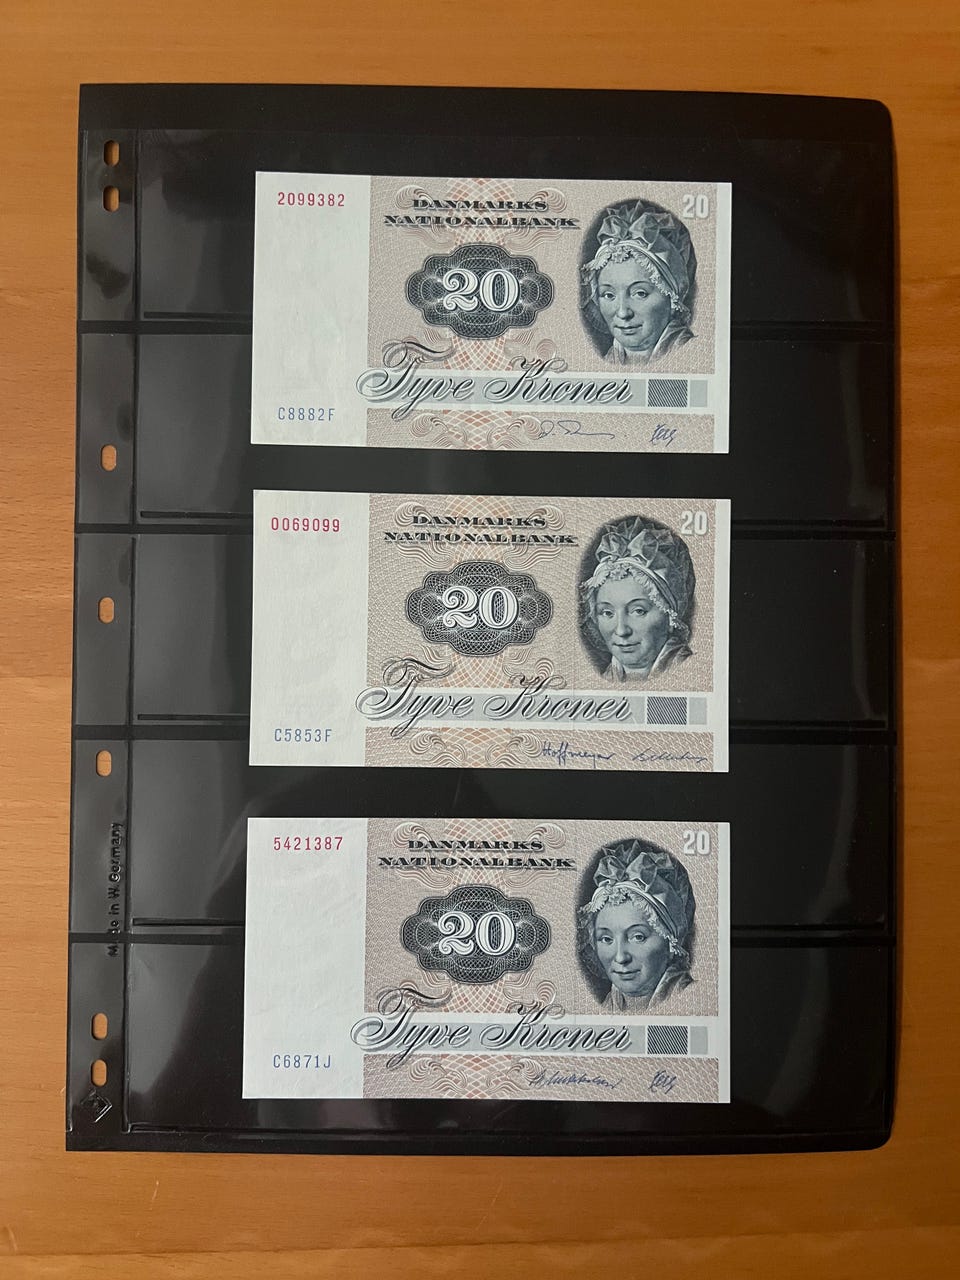 2099382
DANMARKS
NATIONALBANK
20
20
Tyve Kroner
C8882F
0069099
DANMARKS
NATIONALBANK
20
20
Tyve Kroner
C5853F
Hoffmeyer
5421387
DANMARKS
NATIONALBANK
20
20
Tyve Kroner
C6871J
Made in W. Germany